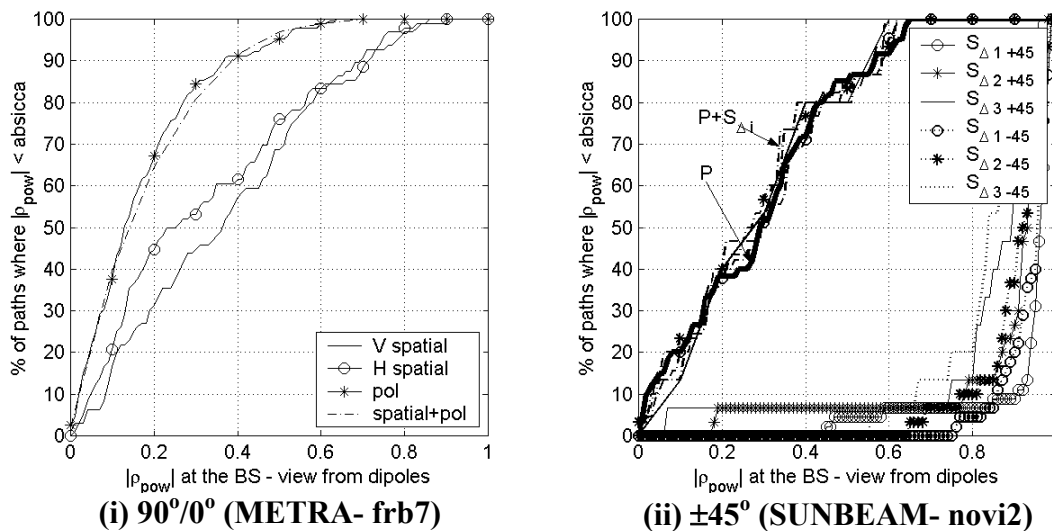 % of paths where |ρpow| < absicca
100
90
80
70
60
50
40
30
20
10
0
0 0.2 0.4 0.6 0.8 1
V spatial
H spatial
pol
spatial+pol
|ρpow| at the BS - view from dipoles
(i) 90°/0° (METRA- frb7)
% of paths where |ρpow| < absicca
100
90
80
70
60
50
40
30
20
10
0
0 0.2 0.4 0.6 0.8
P+SΔi
P
SΔ1 +45
SΔ2 +45
SΔ3 +45
SΔ1 -45
SΔ2 -45
SΔ3 -45
|ρpow| at the BS - view from dipoles
(ii) ±45° (SUNBEAM- novi2)